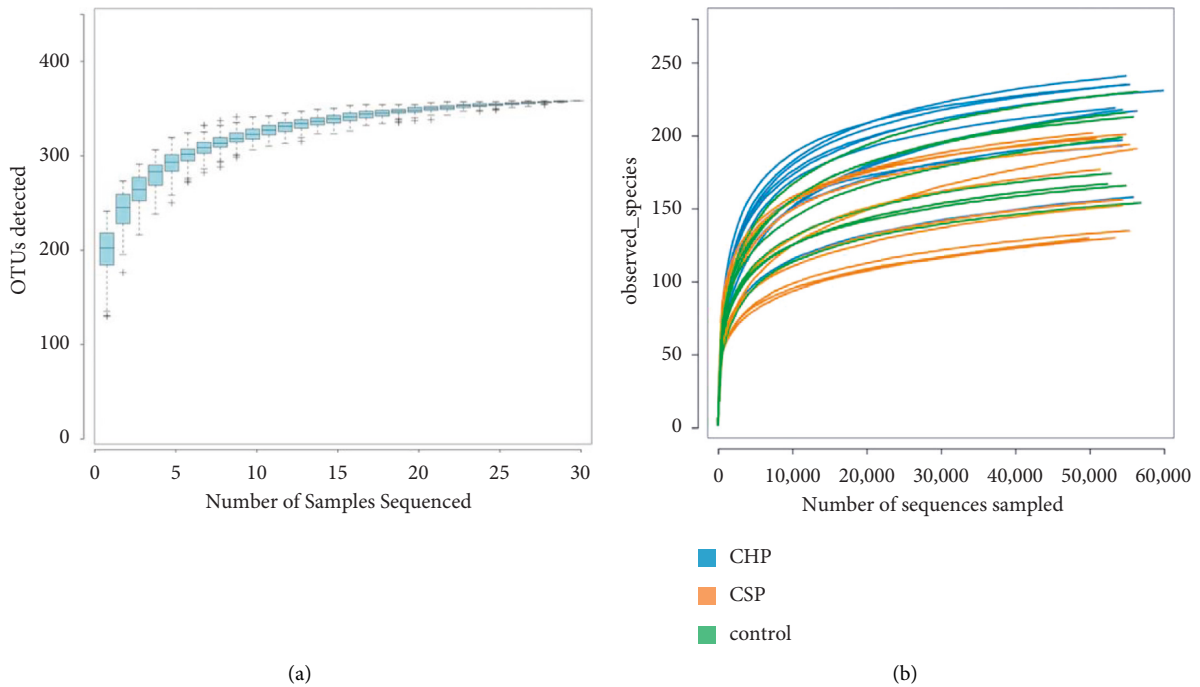 400
300
200
100
0
OTUs detected
0 5 10 15 20 25 30
Number of Samples Sequenced
(a)
250
200
150
100
50
0
observed_species
0 10,000 20,000 30,000 40,000 50,000 60,000
Number of sequences sampled
CHP
CSP
control
(b)